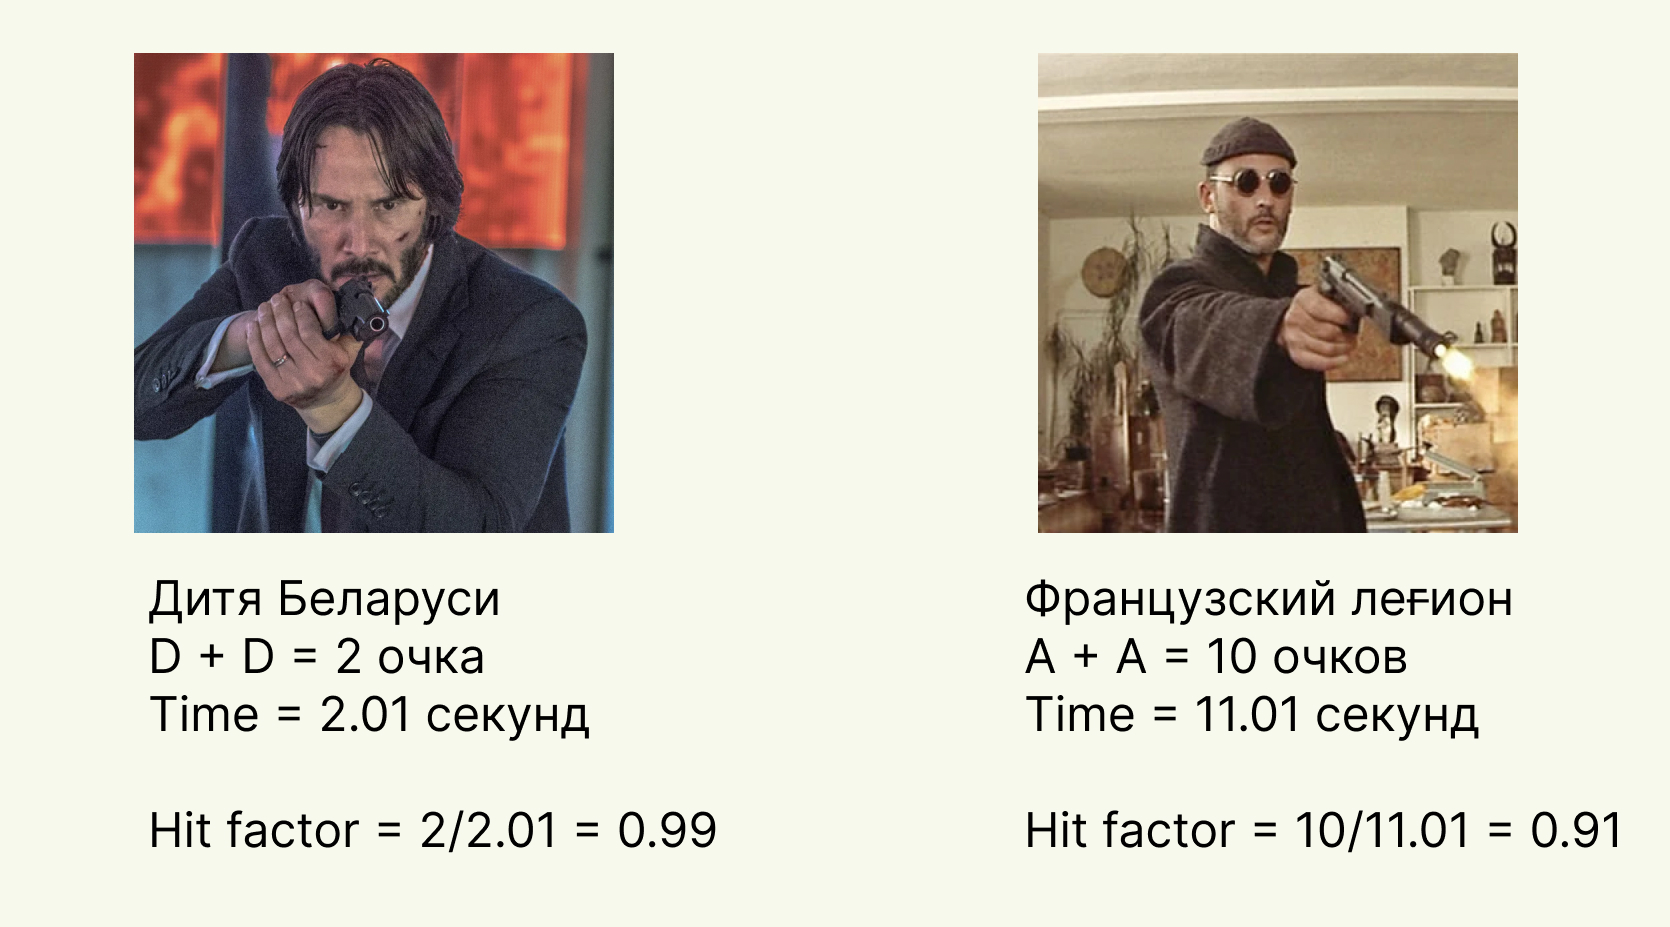 Дитя Беларуси
D + D = 2 очка
Time = 2.01 секунд
Hit factor = 2/2.01 = 0.99
Французский леғион
A + A = 10 очков
Time = 11.01 секунд
Hit factor = 10/11.01 = 0.91